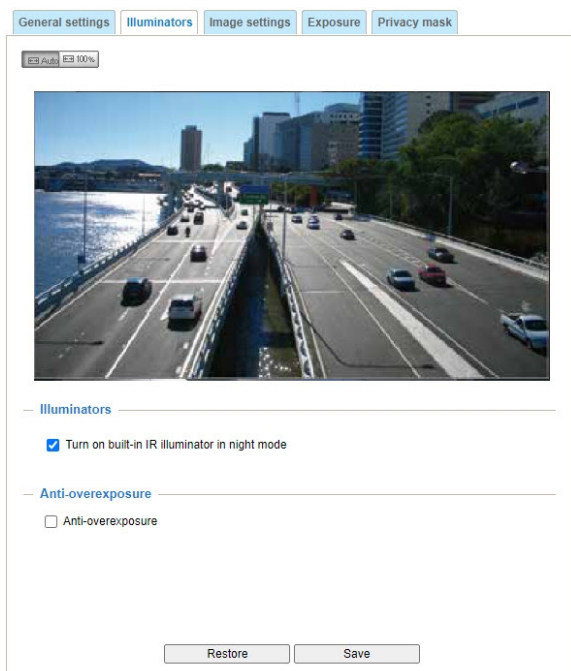 General settings
Illuminators
Image settings
Exposure
Privacy mask
Auto
100%
Illuminators
Turn on built-in IR illuminator in night mode
Anti-overexposure
Anti-overexposure
Restore
Save